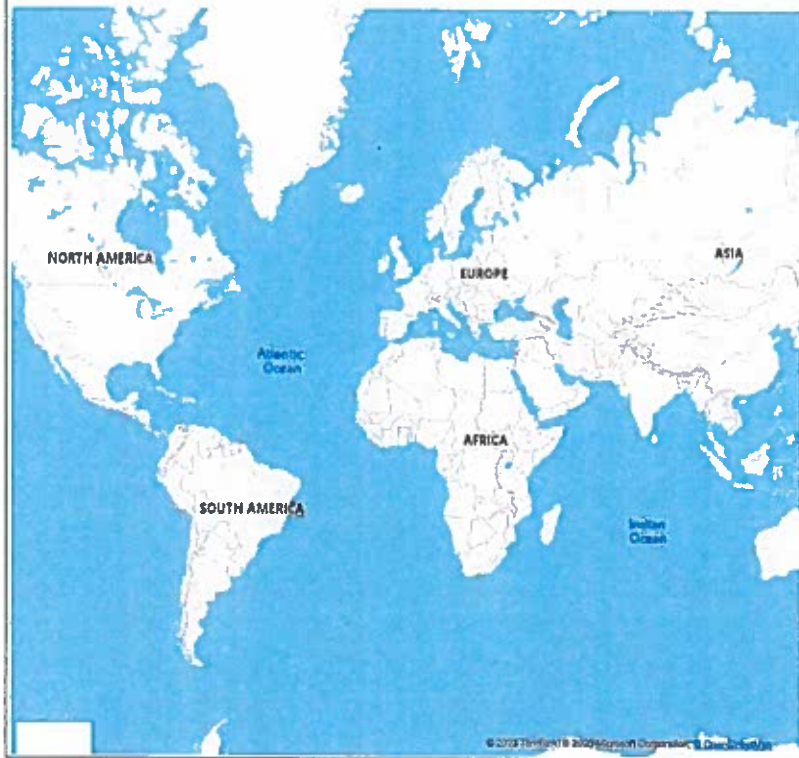 NORTH AMERICA
EUROPE
ASIA
Atlantic
Ocean
AFRICA
SOUTH AMERICA
Indian
Ocean